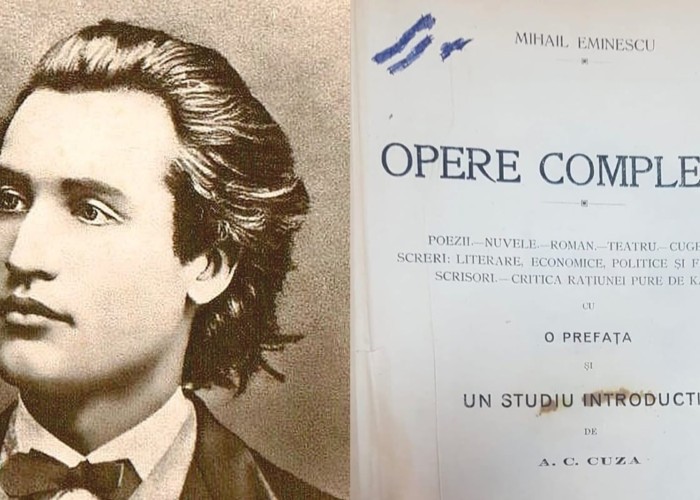 MIHAIL EMINESCU
OPERE COMPLE
POEZII.—NUVELE.—ROMAN.—TEATRU.—CUGE
SCRERI: LITERARE, ECONOMICE, POLITICE ȘI F
SCRISORI.—CRITICA RAȚIUNEI PURE DE KA
CU
O PREFAȚA
ȘI
UN STUDIU INTRODUCTI
DE
A. C. CUZA